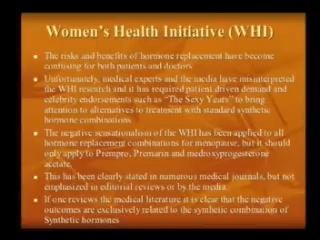 Women's Health Initiative (WHI)
The risks and benefits of hormone replacement have become
confusing for both patients and doctors
Unfortunately, medical experts and the media have misinterpreted
the WHI research and it has required patient driven demand and
celebrity endorsements such as "The Sexy Years" to bring
attention to alternatives to treatment with standard synthetic
hormone combinations.
The negative sensationalism of the WHI has been applied to all
hormone replacement combinations for menopause, but it should
only apply to Prempro, Premarin and medroxyprogesterone
acetate,
This has been clearly stated in numerous medical journals, but not
emphasized in editorial reviews or by the media.
If one reviews the medical literature it is clear that the negative
outcomes are exclusively related to the synthetic combination of
Synthetic hormones